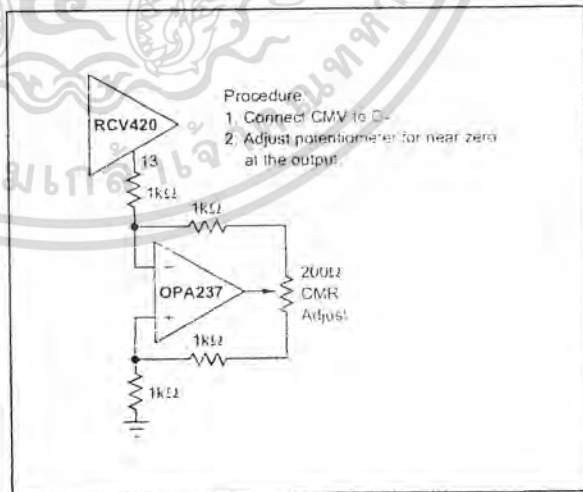 Procedure
1. Connect CMV to C-
2. Adjust potentiometer for near zero
at the output.
RCV420
13
1kΩ
1kΩ
OPA237
200Ω
CMR
Adjust
1kΩ
1kΩ